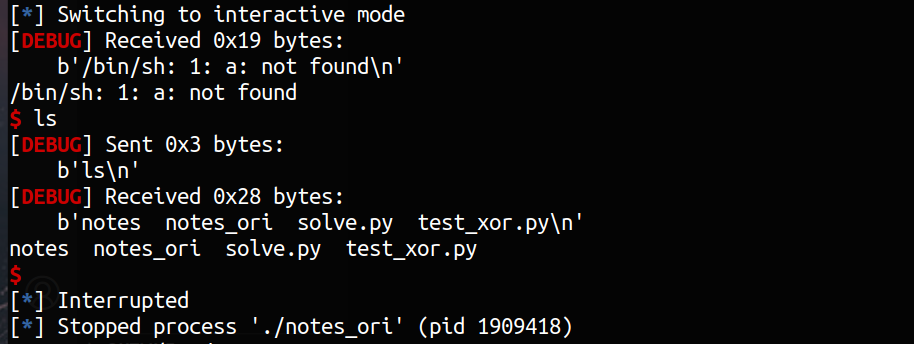 [*] Switching to interactive mode
[DEBUG] Received 0x19 bytes:
    b'/bin/sh: 1: a: not found\n'
/bin/sh: 1: a: not found
$ ls
[DEBUG] Sent 0x3 bytes:
    b'ls\n'
[DEBUG] Received 0x28 bytes:
    b'notes  notes_ori  solve.py  test_xor.py\n'
notes  notes_ori  solve.py  test_xor.py
$
[*] Interrupted
[*] Stopped process './notes_ori' (pid 1909418)